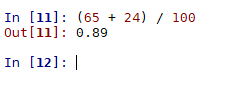 In [11]: (65 + 24) / 100
Out[11]: 0.89
In [12]: